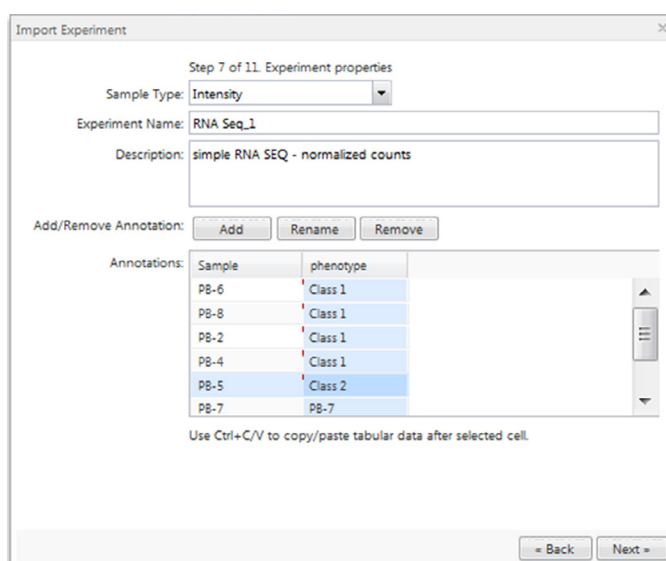 Import Experiment
Step 7 of 11. Experiment properties
Sample Type: Intensity
Experiment Name: RNA Seq_1
Description: simple RNA SEQ - normalized counts
Add/Remove Annotation: Add Rename Remove
Annotations: Sample phenotype
PB-6 Class 1
PB-8 Class 1
PB-2 Class 1
PB-4 Class 1
PB-5 Class 2
PB-7 PB-7
Use Ctrl+C/V to copy/paste tabular data after selected cell.
« Back Next »